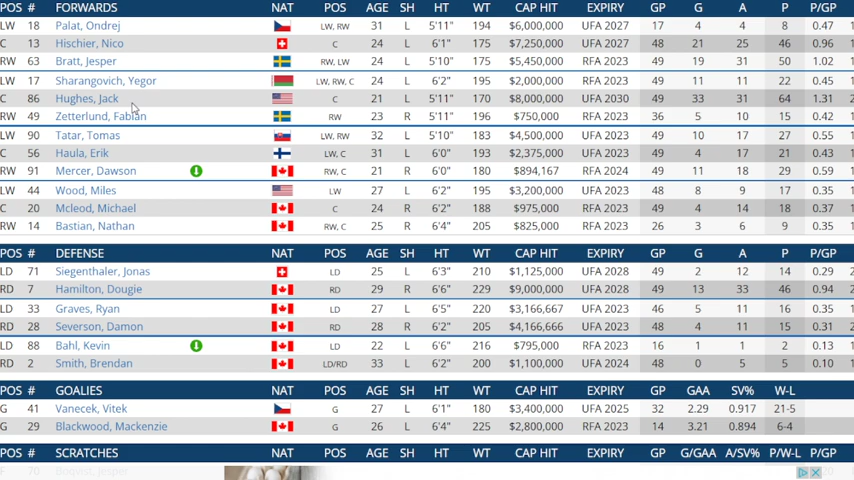 POS # FORWARDS NAT POS AGE SH HT WT CAP HIT EXPIRY GP G A P P/GP
LW 18 Palat, Ondrej LW, RW 31 L 5'11" 194 $6,000,000 UFA 2027 17 4 4 8 0.47
C 13 Hischier, Nico C 24 L 6'1" 175 $7,250,000 UFA 2027 48 21 25 46 0.96
RW 63 Bratt, Jesper RW, LW 24 L 5'10" 175 $5,450,000 RFA 2023 49 19 31 50 1.02
LW 17 Sharangovich, Yegor LW, RW, C 24 L 6'2" 195 $2,000,000 RFA 2023 49 11 11 22 0.45
C 86 Hughes, Jack C 21 L 5'11" 170 $8,000,000 UFA 2030 49 33 31 64 1.31
RW 49 Zetterlund, Fabian RW 23 R 5'11" 196 $750,000 RFA 2023 36 5 10 15 0.42
LW 90 Tatar, Tomas LW, RW 32 L 5'10" 183 $4,500,000 UFA 2023 49 10 17 27 0.55
C 56 Haula, Erik LW, C 31 L 6'0" 193 $2,375,000 UFA 2023 49 4 17 21 0.43
RW 91 Mercer, Dawson RW, C 21 R 6'0" 180 $894,167 RFA 2024 49 11 18 29 0.59
LW 44 Wood, Miles LW 27 L 6'2" 195 $3,200,000 UFA 2023 48 8 9 17 0.35
C 20 Mcleod, Michael C 24 R 6'2" 188 $975,000 RFA 2023 49 4 14 18 0.37
RW 14 Bastian, Nathan RW, C 25 R 6'4" 205 $825,000 RFA 2023 26 3 6 9 0.35
POS # DEFENSE NAT POS AGE SH HT WT CAP HIT EXPIRY GP G A P P/GP
LD 71 Siegenthaler, Jonas LD 25 L 6'3" 210 $1,125,000 UFA 2028 49 2 12 14 0.29
RD 7 Hamilton, Dougie RD 29 R 6'6" 229 $9,000,000 UFA 2028 49 13 33 46 0.94
LD 33 Graves, Ryan LD 27 L 6'5" 220 $3,166,667 UFA 2023 46 5 11 16 0.35
RD 28 Severson, Damon RD 28 R 6'2" 205 $4,166,666 UFA 2023 48 4 11 15 0.31
LD 88 Bahl, Kevin LD 22 L 6'6" 216 $795,000 RFA 2023 16 1 1 2 0.13
RD 2 Smith, Brendan LD/RD 33 L 6'2" 200 $1,100,000 UFA 2024 48 0 5 5 0.10
POS # GOALIES NAT POS AGE SH HT WT CAP HIT EXPIRY GP GAA SV% W-L
G 41 Vanecek, Vitek G 27 L 6'1" 180 $3,400,000 UFA 2025 32 2.29 0.917 21-5
G 29 Blackwood, Mackenzie G 26 L 6'4" 225 $2,800,000 RFA 2023 14 3.21 0.894 6-4
POS # SCRATCHES NAT POS AGE SH HT WT CAP HIT EXPIRY GP G/GAA A/SV% P/W-L P/GP
F 70 Boqvist, Jesper